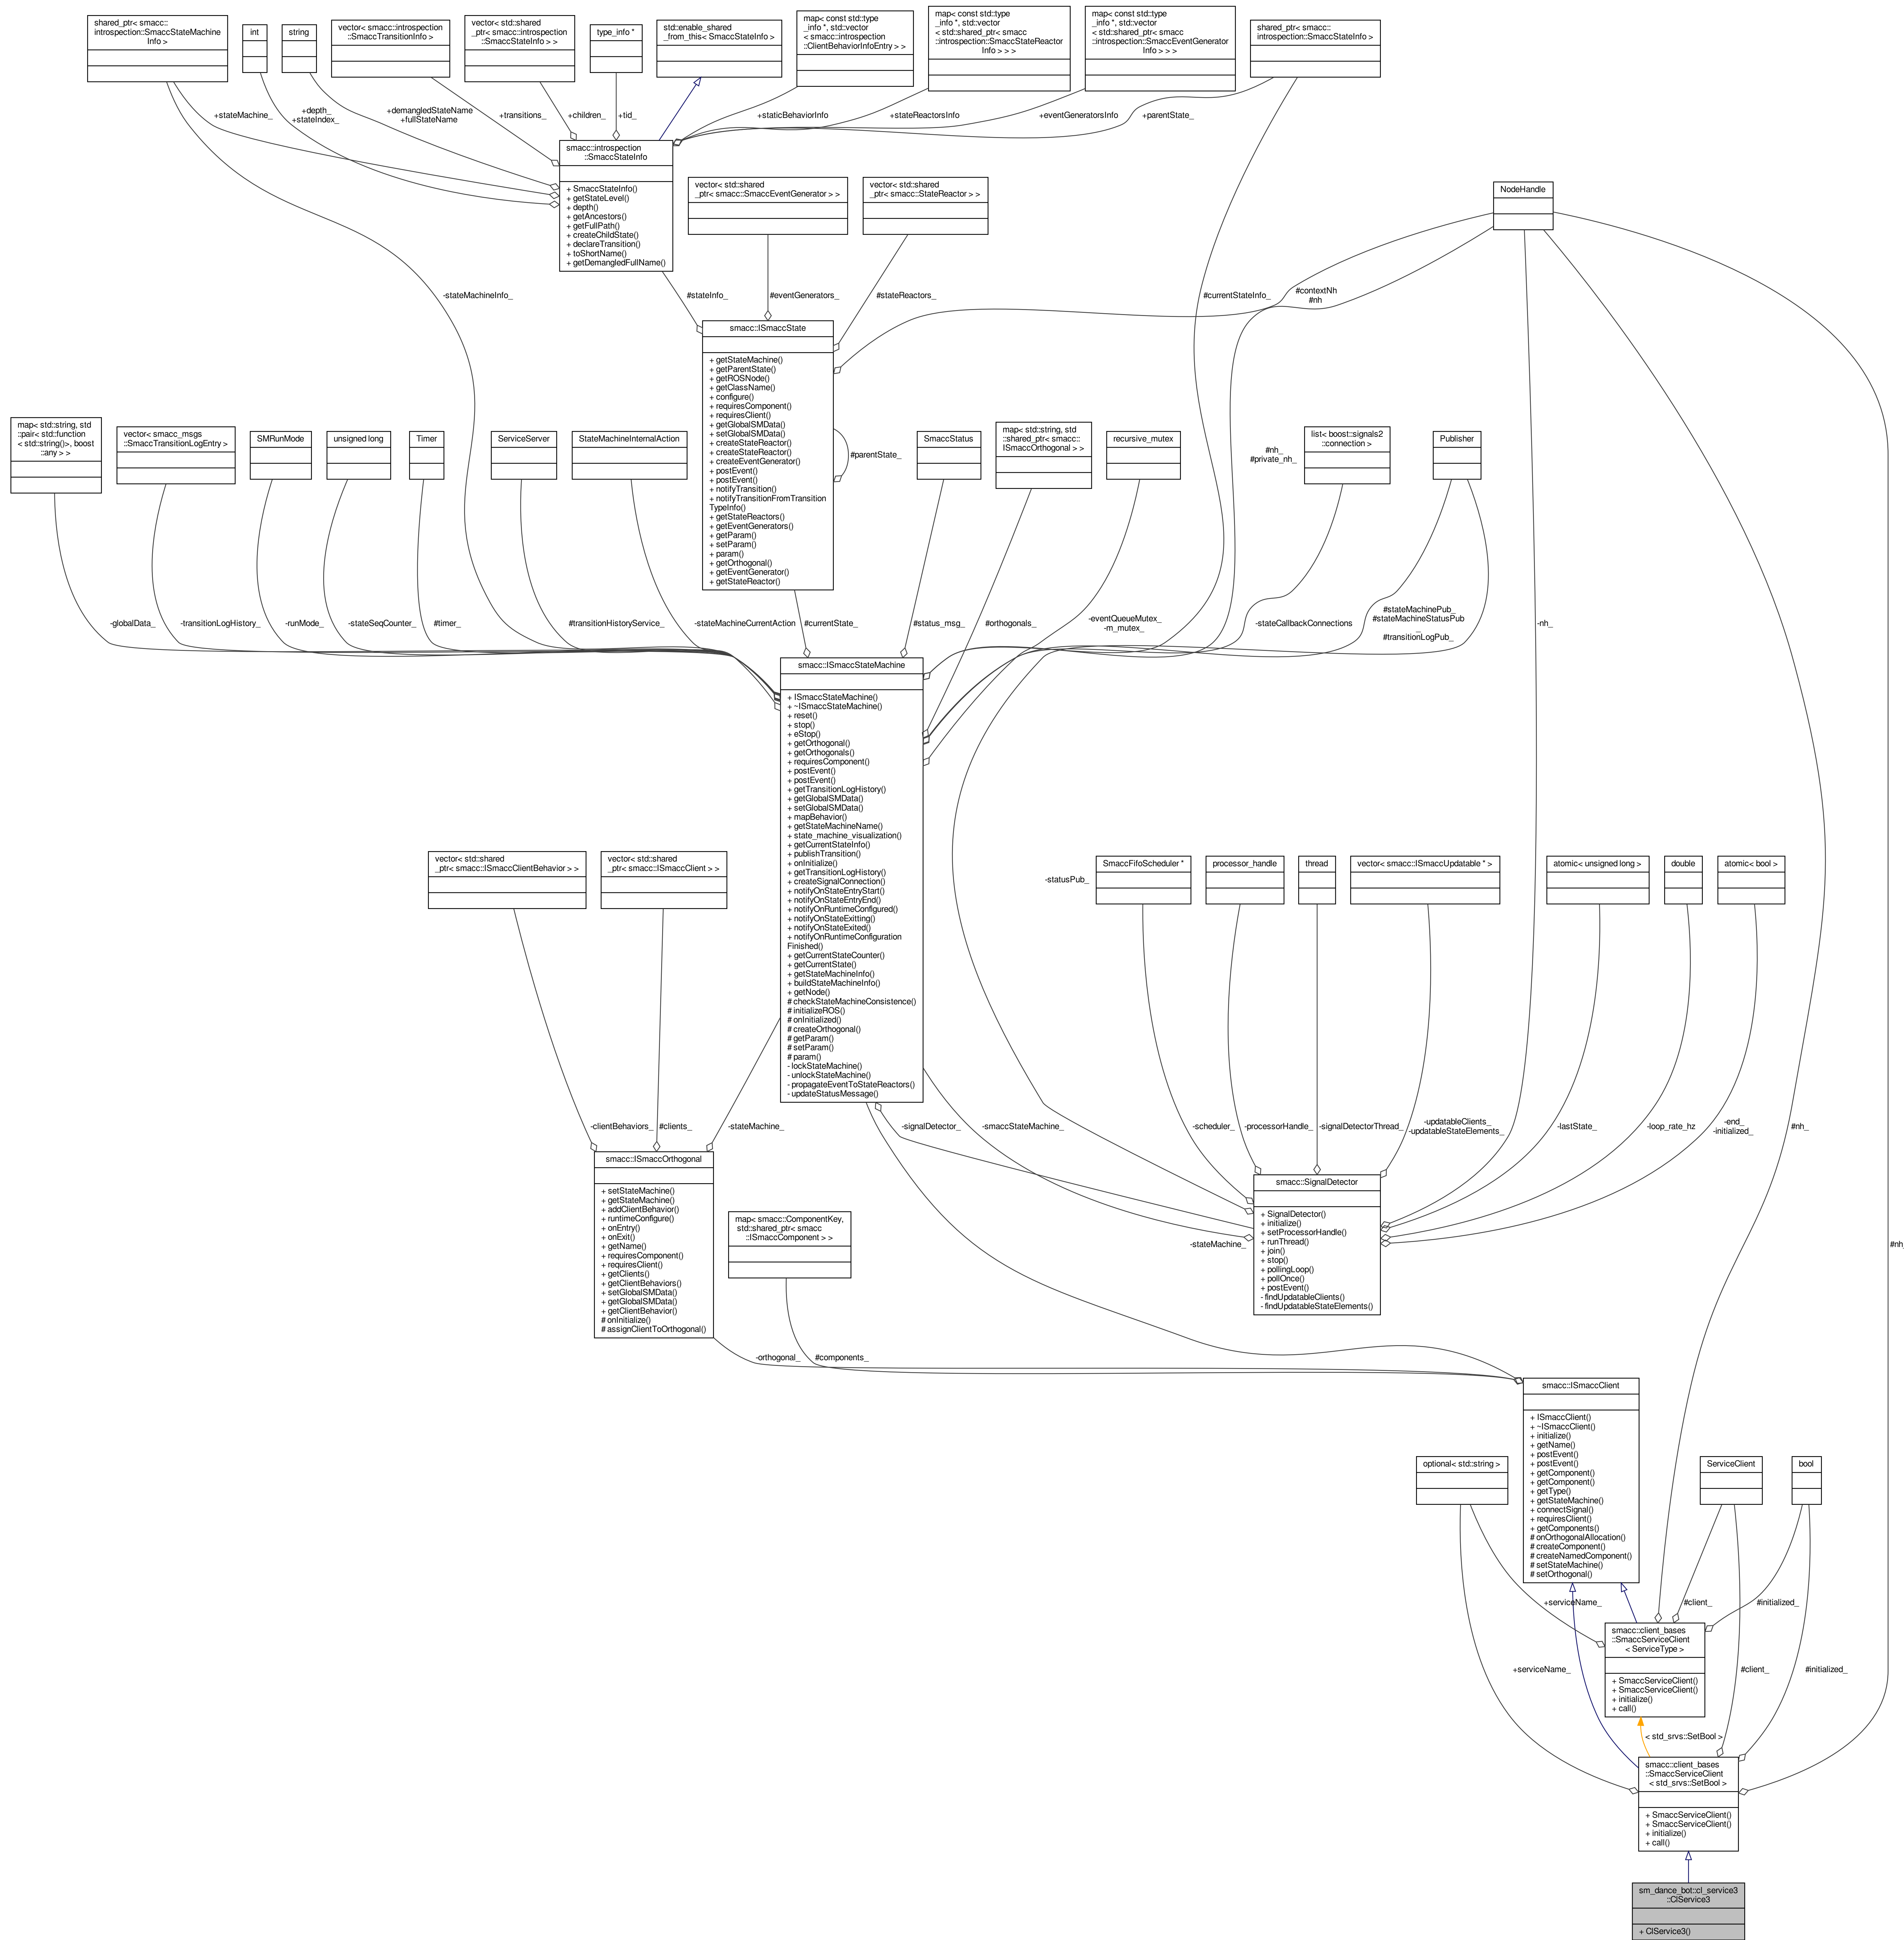 shared_ptr< smacc::
introspection::SmaccStateMachine
Info >
int
string
vector< smacc::introspection
::SmaccTransitionInfo >
vector< std::shared
_ptr< smacc::introspection
::SmaccStateInfo > >
type_info *
std::enable_shared
_from_this< SmaccStateInfo >
map< const std::type
_info *, std::vector
< smacc::introspection
::ClientBehaviorInfoEntry > >
map< const std::type
_info *, std::vector
< std::shared_ptr< smacc
::introspection::SmaccStateReactor
Info > > >
map< const std::type
_info *, std::vector
< std::shared_ptr< smacc
::introspection::SmaccEventGenerator
Info > > >
shared_ptr< smacc::
introspection::SmaccStateInfo >
+stateMachine_
+depth_
+stateIndex_
+demangledStateName
+fullStateName
+transitions_
+children_
+tid_
+staticBehaviorInfo
+stateReactorsInfo
+eventGeneratorsInfo
+parentState_
smacc::introspection
::SmaccStateInfo
+ SmaccStateInfo()
+ getStateLevel()
+ depth()
+ getAncestors()
+ getFullPath()
+ createChildState()
+ declareTransition()
+ toShortName()
+ getDemangledFullName()
vector< std::shared
_ptr< smacc::SmaccEventGenerator > >
vector< std::shared
_ptr< smacc::StateReactor > >
NodeHandle
-stateMachineInfo_
#stateInfo_
#eventGenerators_
#stateReactors_
#currentStateInfo_
#contextNh
#nh
smacc::ISmaccState
+ getStateMachine()
+ getParentState()
+ getROSNode()
+ getClassName()
+ configure()
+ requiresComponent()
+ requiresClient()
+ getGlobalSMData()
+ setGlobalSMData()
+ createStateReactor()
+ createStateReactor()
+ createEventGenerator()
+ postEvent()
+ postEvent()
+ notifyTransition()
+ notifyTransitionFromTransition
TypeInfo()
+ getStateReactors()
+ getEventGenerators()
+ getParam()
+ setParam()
+ param()
+ getOrthogonal()
+ getEventGenerator()
+ getStateReactor()
#parentState_
map< std::string, std
::pair< std::function
< std::string()>, boost
::any > >
vector< smacc_msgs
::SmaccTransitionLogEntry >
SMRunMode
unsigned long
Timer
ServiceServer
StateMachineInternalAction
SmaccStatus
map< std::string, std
::shared_ptr< smacc::
ISmaccOrthogonal > >
recursive_mutex
#nh_
#private_nh_
list< boost::signals2
::connection >
Publisher
-globalData_
-transitionLogHistory_
-runMode_
-stateSeqCounter_
#timer_
#transitionHistoryService_
-stateMachineCurrentAction
#currentState_
#status_msg_
#orthogonals_
-eventQueueMutex_
-m_mutex_
-stateCallbackConnections
#stateMachinePub_
#stateMachineStatusPub
_
#transitionLogPub_
-nh_
smacc::ISmaccStateMachine
+ ISmaccStateMachine()
+ ~ISmaccStateMachine()
+ reset()
+ stop()
+ eStop()
+ getOrthogonal()
+ getOrthogonals()
+ requiresComponent()
+ postEvent()
+ postEvent()
+ getTransitionLogHistory()
+ getGlobalSMData()
+ setGlobalSMData()
+ mapBehavior()
+ getStateMachineName()
+ state_machine_visualization()
+ getCurrentStateInfo()
+ publishTransition()
+ onInitialize()
+ getTransitionLogHistory()
+ createSignalConnection()
+ notifyOnStateEntryStart()
+ notifyOnStateEntryEnd()
+ notifyOnRuntimeConfigured()
+ notifyOnStateExitting()
+ notifyOnStateExited()
+ notifyOnRuntimeConfiguration
Finished()
+ getCurrentStateCounter()
+ getCurrentState()
+ getStateMachineInfo()
+ buildStateMachineInfo()
+ getNode()
# checkStateMachineConsistence()
# initializeROS()
# onInitialized()
# createOrthogonal()
# getParam()
# setParam()
# param()
- lockStateMachine()
- unlockStateMachine()
- propagateEventToStateReactors()
- updateStatusMessage()
vector< std::shared
_ptr< smacc::ISmaccClientBehavior > >
vector< std::shared
_ptr< smacc::ISmaccClient > >
-statusPub_
SmaccFifoScheduler *
processor_handle
thread
vector< smacc::ISmaccUpdatable * >
atomic< unsigned long >
double
atomic< bool >
-clientBehaviors_
#clients_
-stateMachine_
-signalDetector_
-smaccStateMachine_
-scheduler_
-processorHandle_
-signalDetectorThread_
-updatableClients_
-updatableStateElements_
-lastState_
-loop_rate_hz
-end_
-initialized_
#nh_
smacc::ISmaccOrthogonal
+ setStateMachine()
+ getStateMachine()
+ addClientBehavior()
+ runtimeConfigure()
+ onEntry()
+ onExit()
+ getName()
+ requiresComponent()
+ requiresClient()
+ getClients()
+ getClientBehaviors()
+ setGlobalSMData()
+ getGlobalSMData()
+ getClientBehavior()
# onInitialize()
# assignClientToOrthogonal()
map< smacc::ComponentKey,
std::shared_ptr< smacc
::ISmaccComponent > >
-stateMachine_
smacc::SignalDetector
+ SignalDetector()
+ initialize()
+ setProcessorHandle()
+ runThread()
+ join()
+ stop()
+ pollingLoop()
+ pollOnce()
+ postEvent()
- findUpdatableClients()
- findUpdatableStateElements()
#nh_
-orthogonal_
#components_
smacc::ISmaccClient
+ ISmaccClient()
+ ~ISmaccClient()
+ initialize()
+ getName()
+ postEvent()
+ postEvent()
+ getComponent()
+ getComponent()
+ getType()
+ getStateMachine()
+ connectSignal()
+ requiresClient()
+ getComponents()
# onOrthogonalAllocation()
# createComponent()
# createNamedComponent()
# setStateMachine()
# setOrthogonal()
optional< std::string >
ServiceClient
bool
+serviceName_
#client_
#initialized_
smacc::client_bases
::SmaccServiceClient
< ServiceType >
+ SmaccServiceClient()
+ SmaccServiceClient()
+ initialize()
+ call()
+serviceName_
#client_
#initialized_
< std_srvs::SetBool >
smacc::client_bases
::SmaccServiceClient
< std_srvs::SetBool >
+ SmaccServiceClient()
+ SmaccServiceClient()
+ initialize()
+ call()
sm_dance_bot::cl_service3
::ClService3
+ ClService3()